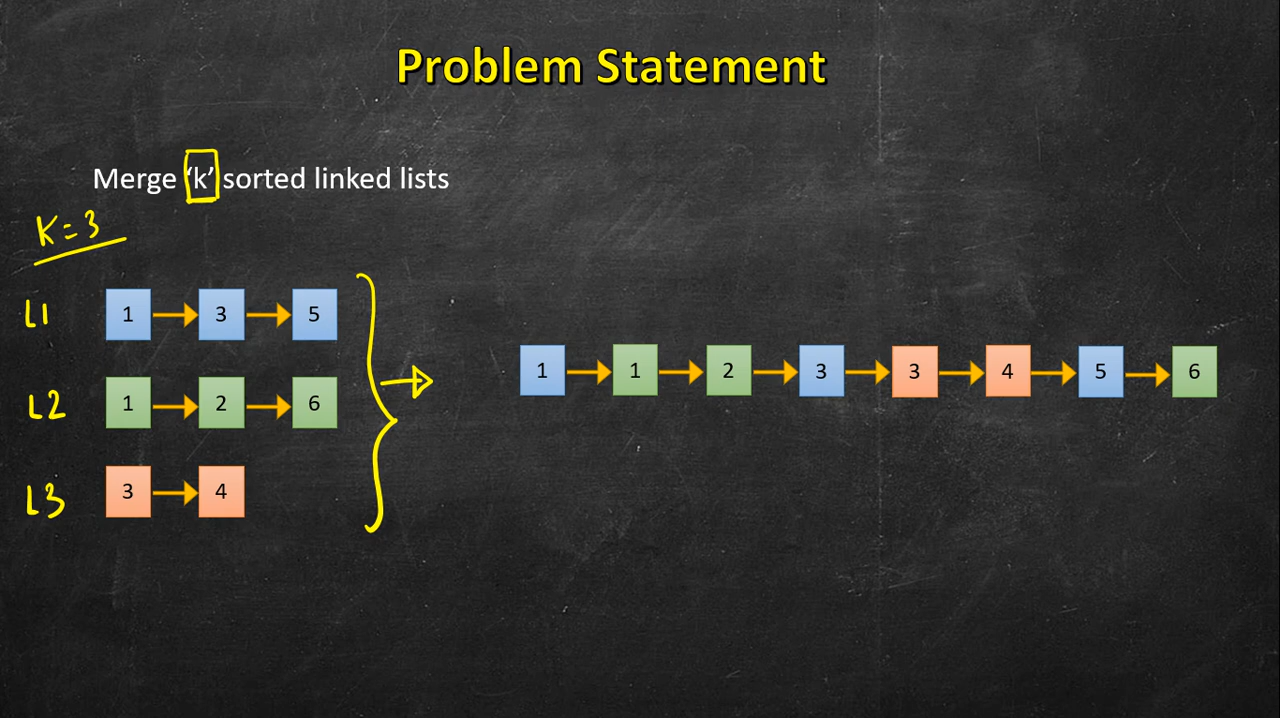 Problem Statement
Merge ‘k’ sorted linked lists
K=3
L1 1 3 5
L2 1 2 6
L3 3 4
1 1 2 3 3 4 5 6